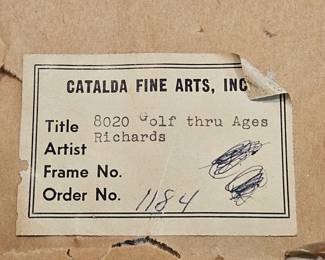 CATALDA FINE ARTS, INC
Title 8020 Golf thru Ages
Artist Richards
Frame No.
Order No. 1184